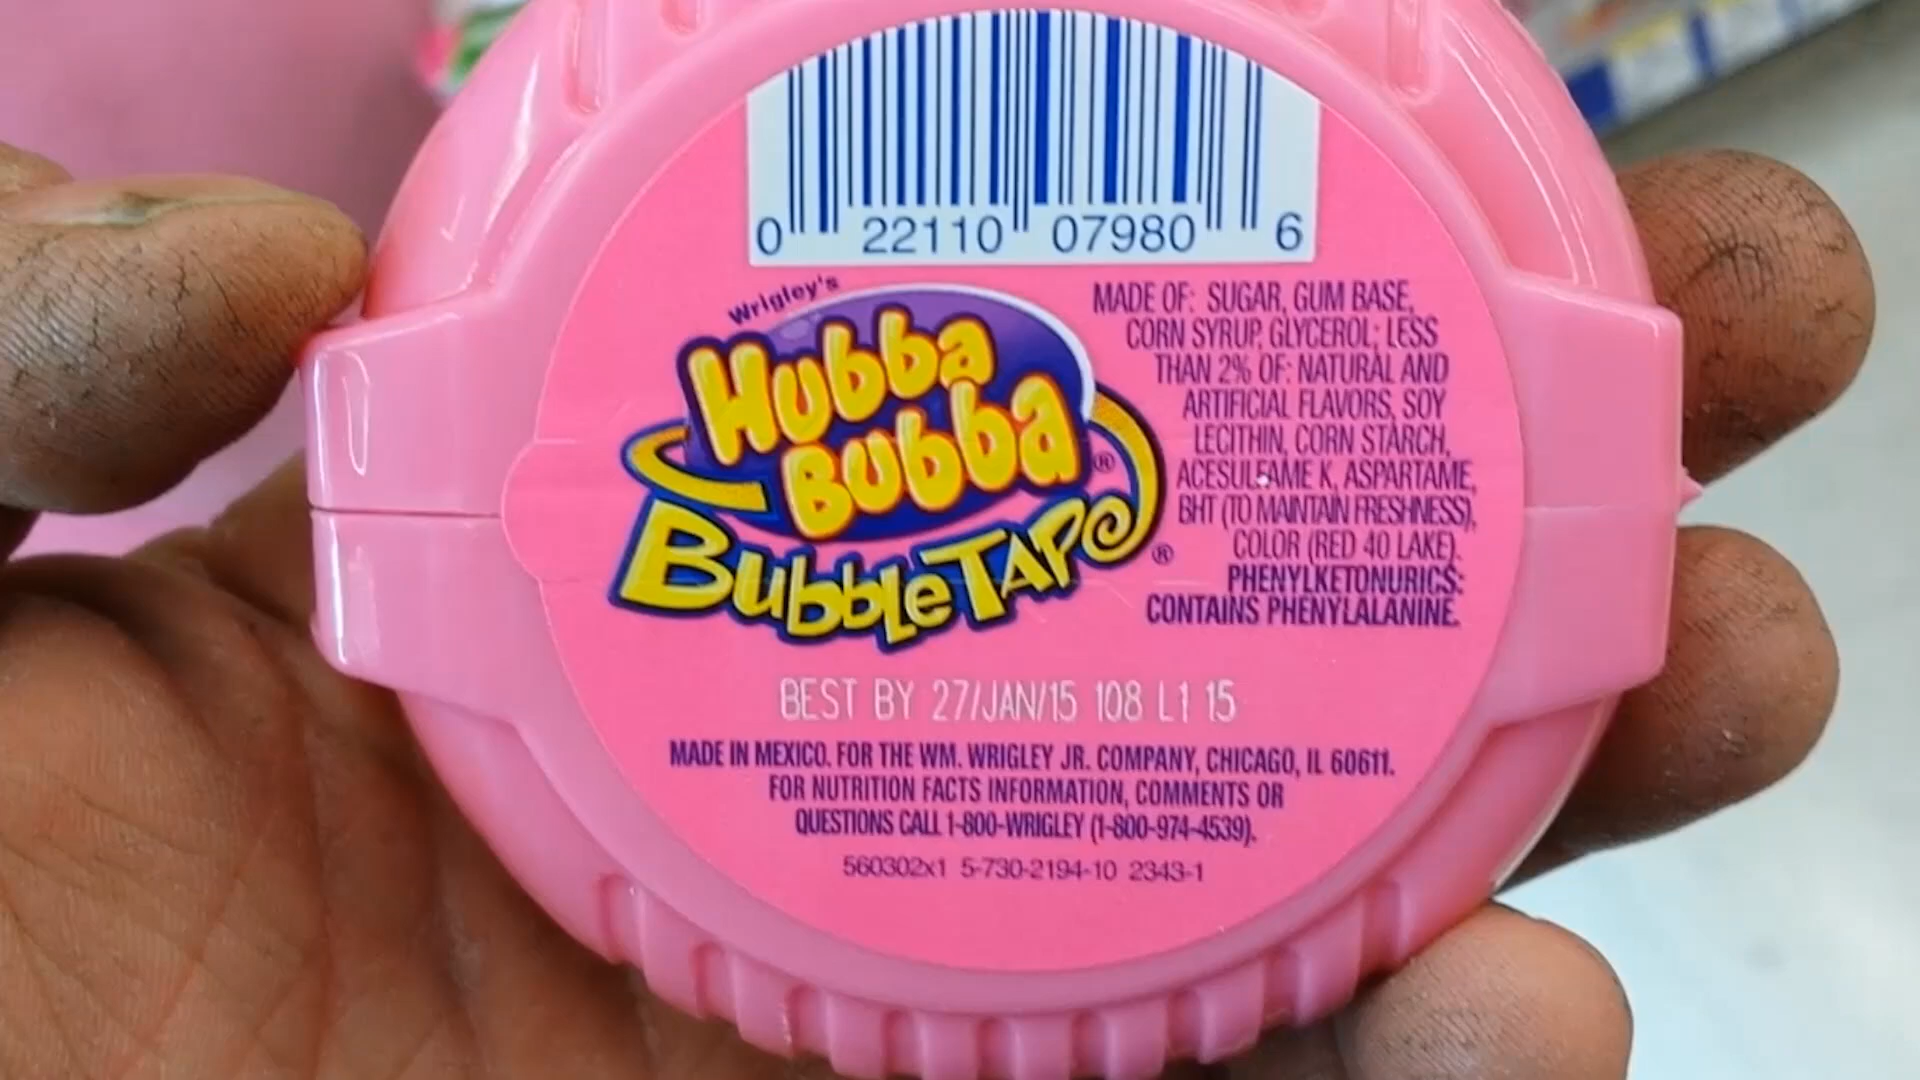 0 22110 07980 6
Wrigley's
Hubba
Bubba ®
BubbleTape ®
MADE OF: SUGAR, GUM BASE,
CORN SYRUP, GLYCEROL; LESS
THAN 2% OF: NATURAL AND
ARTIFICIAL FLAVORS, SOY
LECITHIN, CORN STARCH,
ACESULFAME K, ASPARTAME,
BHT (TO MAINTAIN FRESHNESS),
COLOR (RED 40 LAKE).
PHENYLKETONURICS:
CONTAINS PHENYLALANINE.
BEST BY 27/JAN/15 108 L1 15
MADE IN MEXICO. FOR THE WM. WRIGLEY JR. COMPANY, CHICAGO, IL 60611.
FOR NUTRITION FACTS INFORMATION, COMMENTS OR
QUESTIONS CALL 1-800-WRIGLEY (1-800-974-4539).
560302x1 5-730-2194-10 2343-1